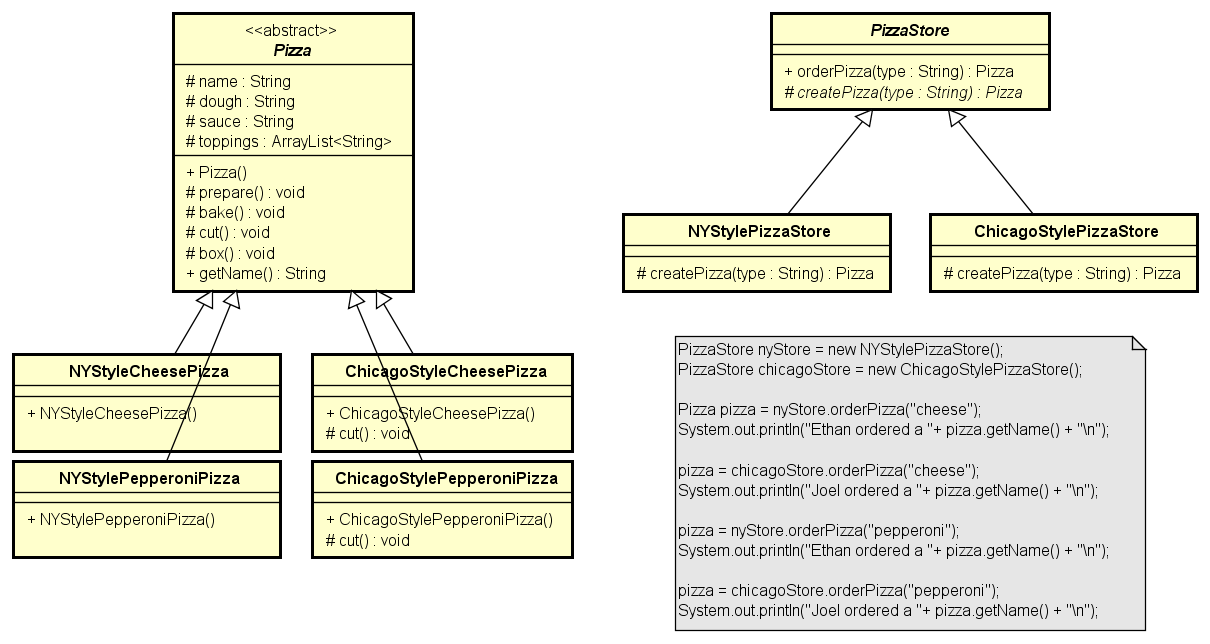 <<abstract>>
Pizza
# name : String
# dough : String
# sauce : String
# toppings : ArrayList<String>
+ Pizza()
# prepare() : void
# bake() : void
# cut() : void
# box() : void
+ getName() : String
PizzaStore
+ orderPizza(type : String) : Pizza
# createPizza(type : String) : Pizza
NYStylePizzaStore
# createPizza(type : String) : Pizza
ChicagoStylePizzaStore
# createPizza(type : String) : Pizza
NYStyleCheesePizza
+ NYStyleCheesePizza()
ChicagoStyleCheesePizza
+ ChicagoStyleCheesePizza()
# cut() : void
NYStylePepperoniPizza
+ NYStylePepperoniPizza()
ChicagoStylePepperoniPizza
+ ChicagoStylePepperoniPizza()
# cut() : void
PizzaStore nyStore = new NYStylePizzaStore();
PizzaStore chicagoStore = new ChicagoStylePizzaStore();
Pizza pizza = nyStore.orderPizza("cheese");
System.out.println("Ethan ordered a "+ pizza.getName() + "\n");
pizza = chicagoStore.orderPizza("cheese");
System.out.println("Joel ordered a "+ pizza.getName() + "\n");
pizza = nyStore.orderPizza("pepperoni");
System.out.println("Ethan ordered a "+ pizza.getName() + "\n");
pizza = chicagoStore.orderPizza("pepperoni");
System.out.println("Joel ordered a "+ pizza.getName() + "\n");